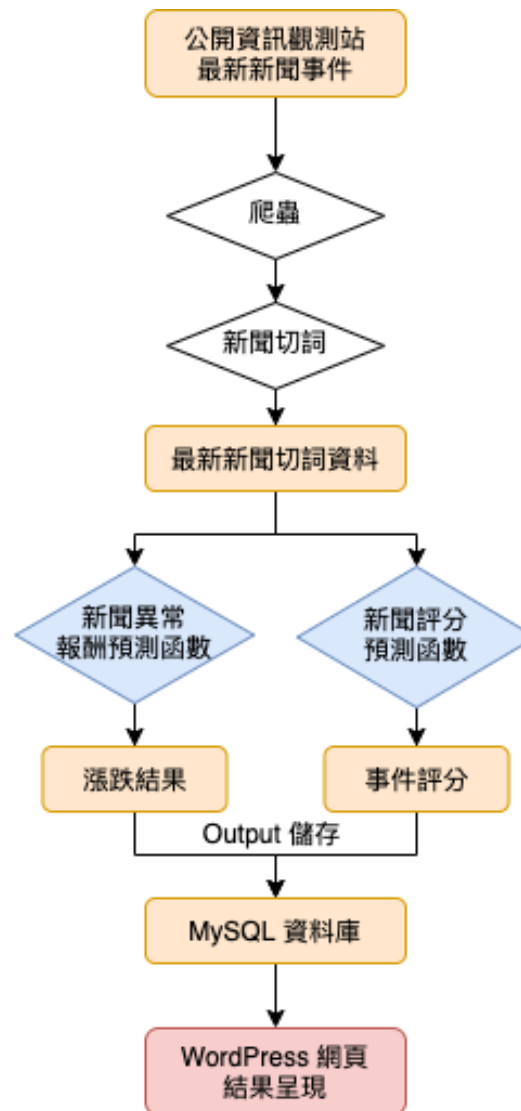 公開資訊觀測站
最新新聞事件
爬蟲
新聞切詞
最新新聞切詞資料
新聞異常
報酬預測函數
新聞評分
預測函數
漲跌結果
事件評分
Output 儲存
MySQL 資料庫
WordPress 網頁
結果呈現